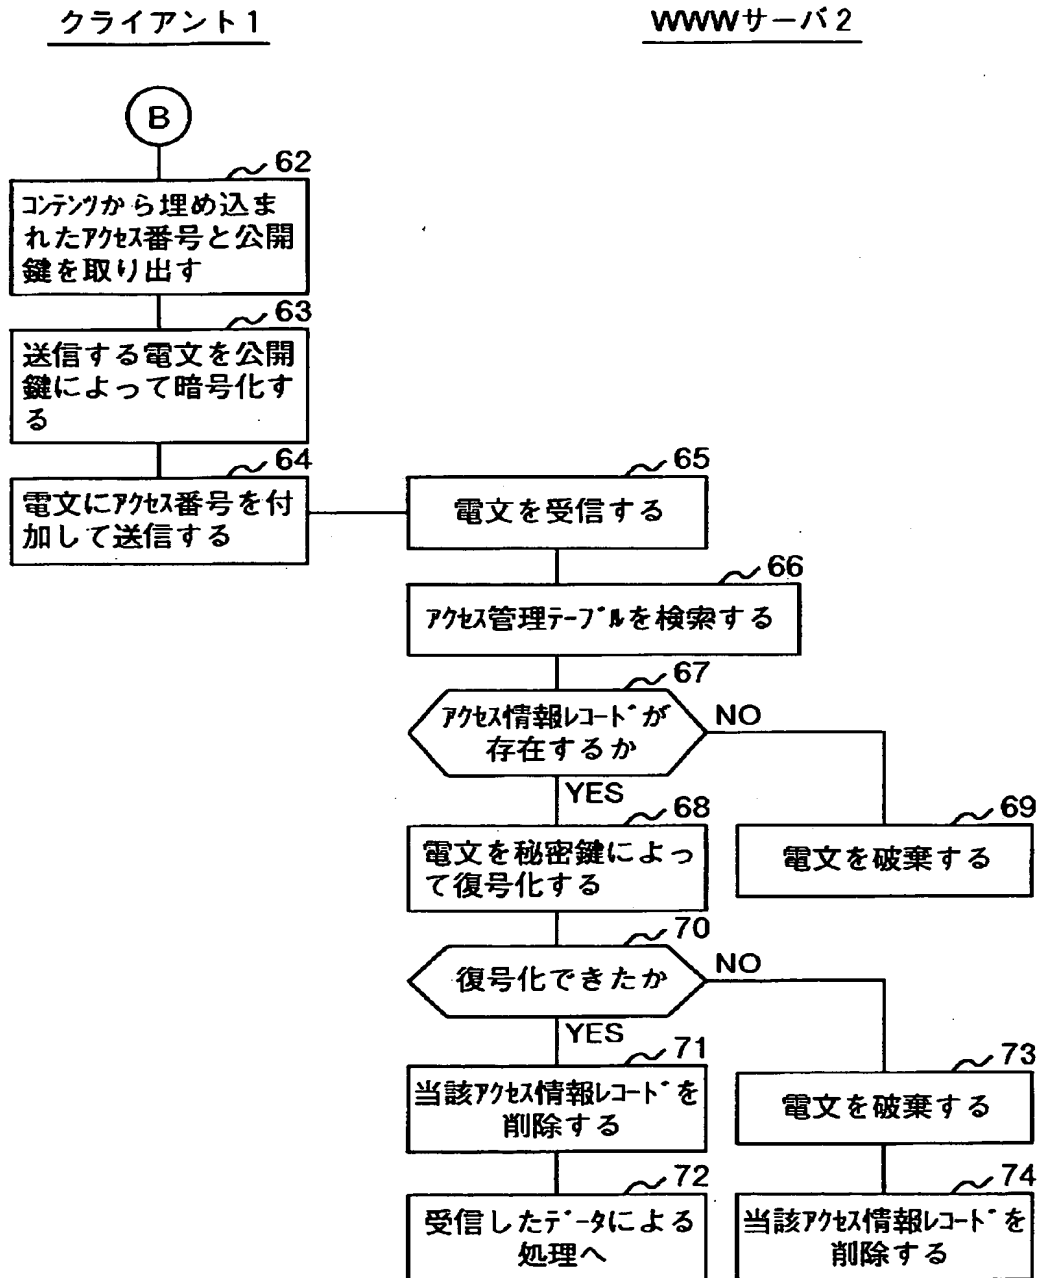 クライアント1
WWWサーバ2
B
62
コンテンツから埋め込ま
れたアクセス番号と公開
鍵を取り出す
63
送信する電文を公開
鍵によって暗号化す
る
64
電文にアクセス番号を付
加して送信する
65
電文を受信する
66
アクセス管理テーブルを検索する
67
アクセス情報レコードが
存在するか
NO
YES
68
電文を秘密鍵によっ
て復号化する
69
電文を破棄する
70
復号化できたか
NO
YES
71
当該アクセス情報レコードを
削除する
73
電文を破棄する
72
受信したデータによる
処理へ
74
当該アクセス情報レコードを
削除する